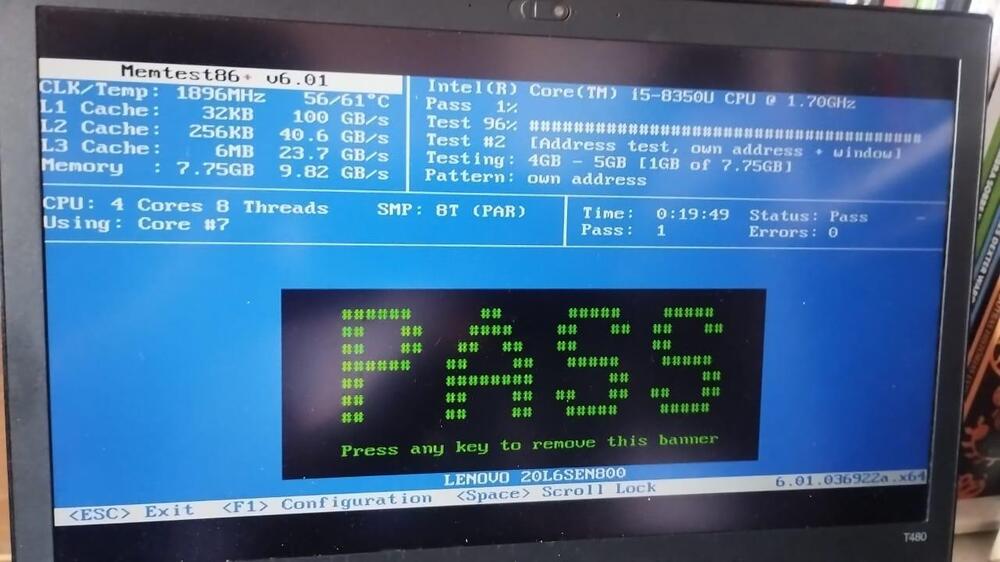 Memtest86+ v6.01
CLK/Temp: 1896MHz 56/61°C
L1 Cache: 32KB 100 GB/s
L2 Cache: 256KB 40.6 GB/s
L3 Cache: 6MB 23.7 GB/s
Memory : 7.75GB 9.82 GB/s
Intel(R) Core(TM) i5-8350U CPU @ 1.70GHz
Pass 1%
Test 96% ########################################
Test #2 [Address test, own address + window]
Testing: 4GB - 5GB [1GB of 7.75GB]
Pattern: own address
CPU: 4 Cores 8 Threads SMP: 8T (PAR)
Using: Core #7
Time: 0:19:49 Status: Pass -
Pass: 1 Errors: 0
PASS
Press any key to remove this banner
LENOVO 20L6SEN800
<ESC> Exit <F1> Configuration <Space> Scroll Lock 6.01.036922a.x64
T480